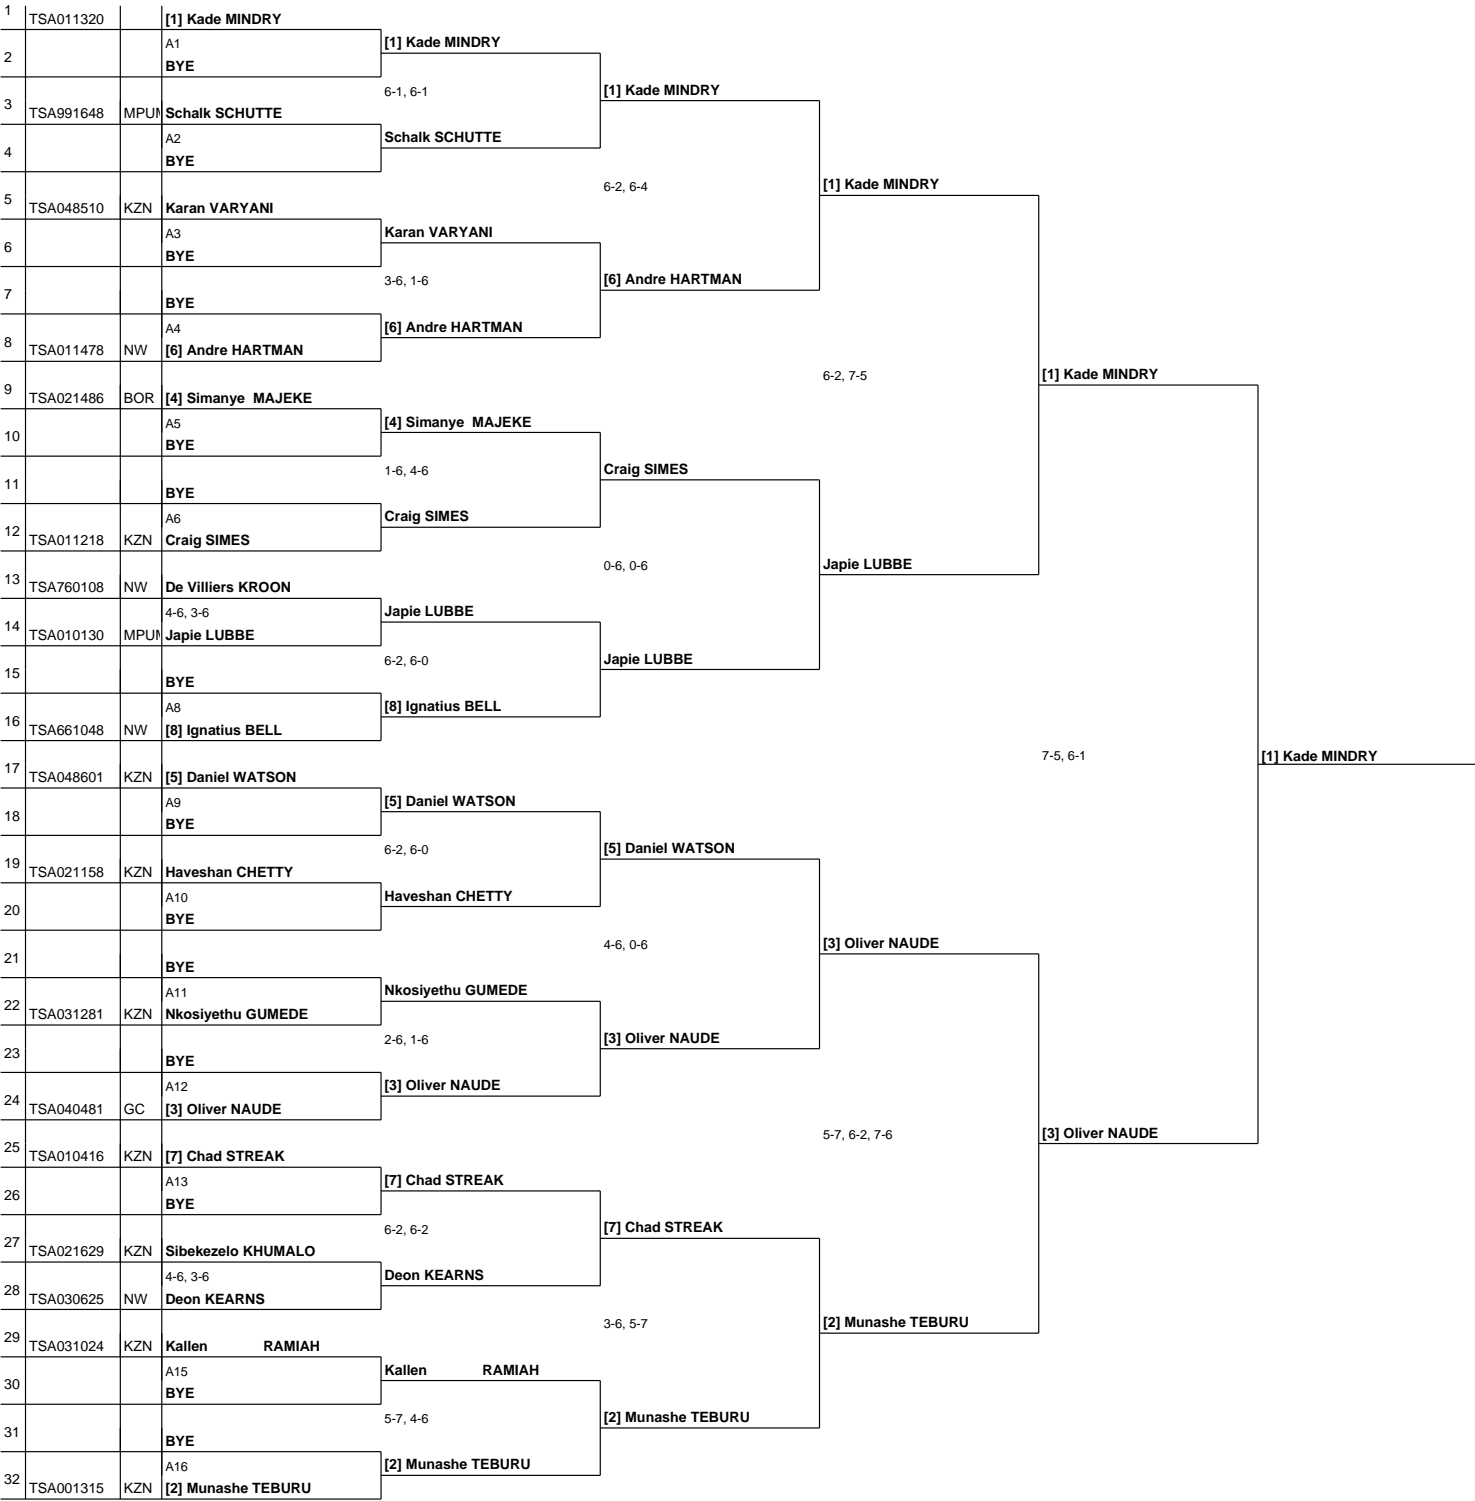 1 TSA011320 [1] Kade MINDRY
A1 [1] Kade MINDRY
2 BYE
6-1, 6-1 [1] Kade MINDRY
3 TSA991648 MPUM Schalk SCHUTTE
A2 Schalk SCHUTTE
4 BYE
6-2, 6-4 [1] Kade MINDRY
5 TSA048510 KZN Karan VARYANI
A3 Karan VARYANI
6 BYE
3-6, 1-6 [6] Andre HARTMAN
7 BYE
A4 [6] Andre HARTMAN
8 TSA011478 NW [6] Andre HARTMAN
6-2, 7-5 [1] Kade MINDRY
9 TSA021486 BOR [4] Simanye MAJEKE
A5 [4] Simanye MAJEKE
10 BYE
1-6, 4-6 Craig SIMES
11 BYE
A6 Craig SIMES
12 TSA011218 KZN Craig SIMES
0-6, 0-6 Japie LUBBE
13 TSA760108 NW De Villiers KROON
4-6, 3-6 Japie LUBBE
14 TSA010130 MPUM Japie LUBBE
6-2, 6-0 Japie LUBBE
15 BYE
A8 [8] Ignatius BELL
16 TSA661048 NW [8] Ignatius BELL
7-5, 6-1 [1] Kade MINDRY
17 TSA048601 KZN [5] Daniel WATSON
A9 [5] Daniel WATSON
18 BYE
6-2, 6-0 [5] Daniel WATSON
19 TSA021158 KZN Haveshan CHETTY
A10 Haveshan CHETTY
20 BYE
4-6, 0-6 [3] Oliver NAUDE
21 BYE
A11 Nkosiyethu GUMEDE
22 TSA031281 KZN Nkosiyethu GUMEDE
2-6, 1-6 [3] Oliver NAUDE
23 BYE
A12 [3] Oliver NAUDE
24 TSA040481 GC [3] Oliver NAUDE
5-7, 6-2, 7-6 [3] Oliver NAUDE
25 TSA010416 KZN [7] Chad STREAK
A13 [7] Chad STREAK
26 BYE
6-2, 6-2 [7] Chad STREAK
27 TSA021629 KZN Sibekezelo KHUMALO
4-6, 3-6 Deon KEARNS
28 TSA030625 NW Deon KEARNS
3-6, 5-7 [2] Munashe TEBURU
29 TSA031024 KZN Kallen RAMIAH
A15 Kallen RAMIAH
30 BYE
5-7, 4-6 [2] Munashe TEBURU
31 BYE
A16 [2] Munashe TEBURU
32 TSA001315 KZN [2] Munashe TEBURU